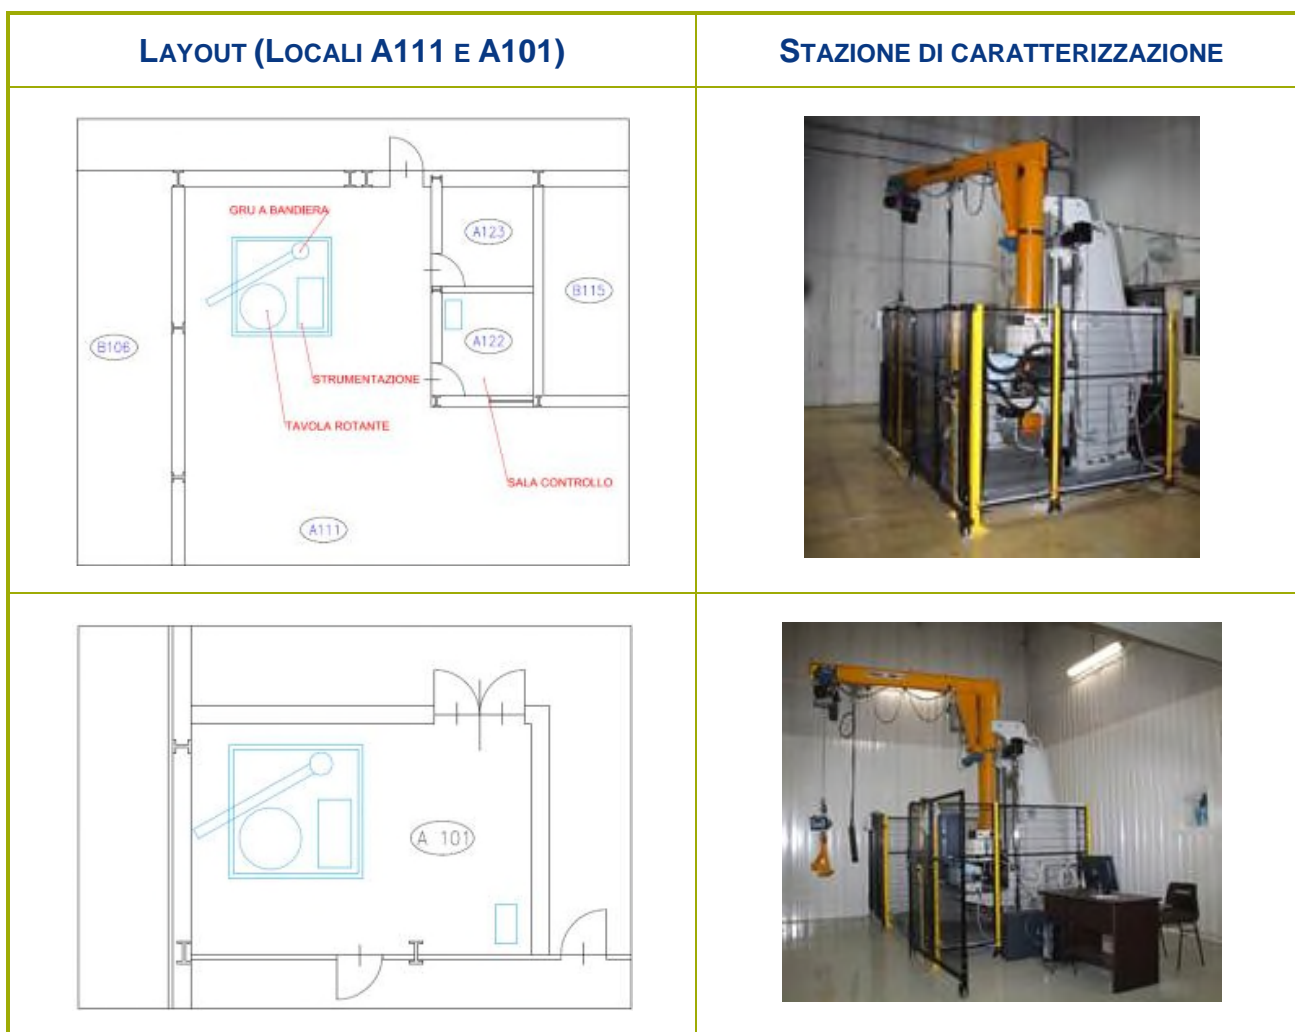 LAYOUT (LOCALI A111 E A101)
STAZIONE DI CARATTERIZZAZIONE
GRU A BANDIERA
A123
B115
B106
A122
STRUMENTAZIONE
TAVOLA ROTANTE
SALA CONTROLLO
A111
A 101